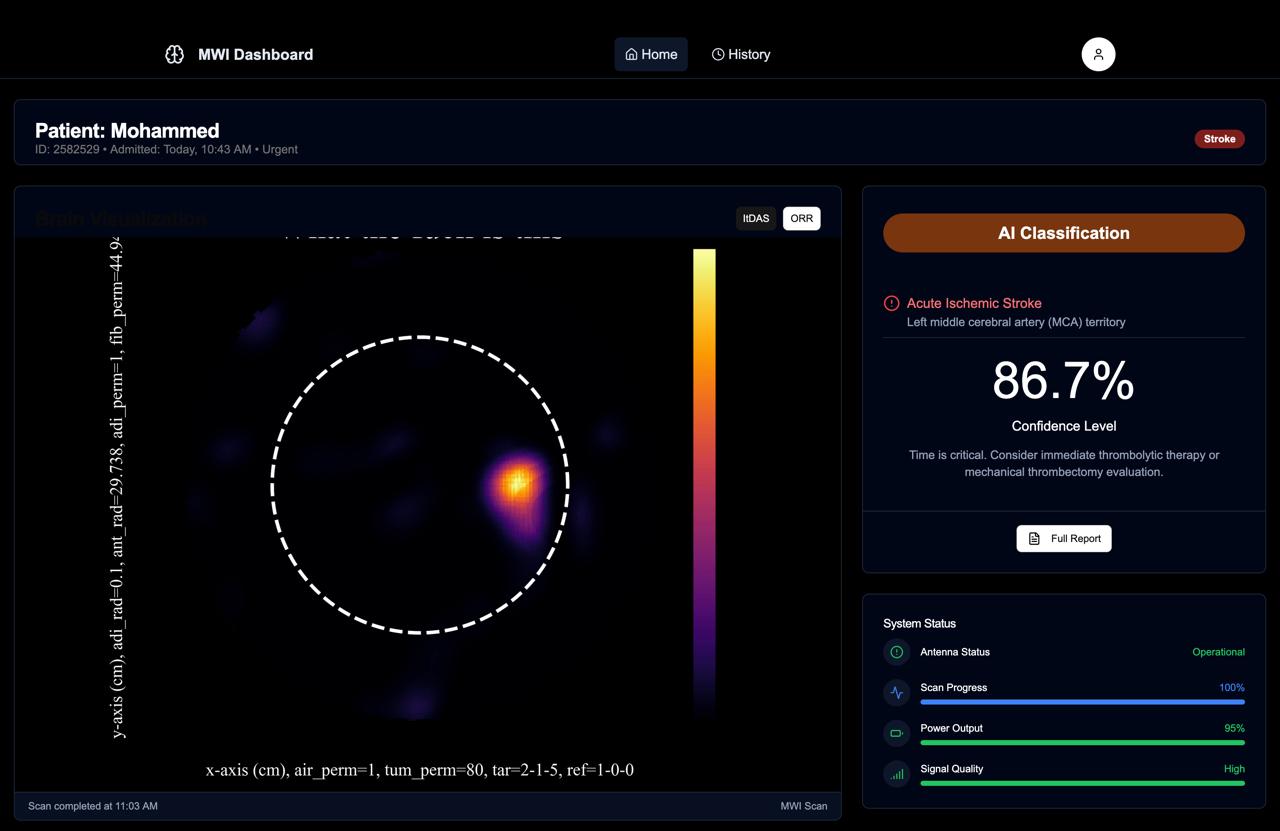 MWI Dashboard
Home
History
Patient: Mohammed
ID: 2582529 • Admitted: Today, 10:43 AM • Urgent
Stroke
Brain Visualization
ItDAS
ORR
y-axis (cm), adi_rad=0.1, ant_rad=29.738, adi_perm=1, fib_perm=44.94
x-axis (cm), air_perm=1, tum_perm=80, tar=2-1-5, ref=1-0-0
Scan completed at 11:03 AM
MWI Scan
AI Classification
Acute Ischemic Stroke
Left middle cerebral artery (MCA) territory
86.7%
Confidence Level
Time is critical. Consider immediate thrombolytic therapy or
mechanical thrombectomy evaluation.
Full Report
System Status
Antenna Status
Operational
Scan Progress
100%
Power Output
95%
Signal Quality
High